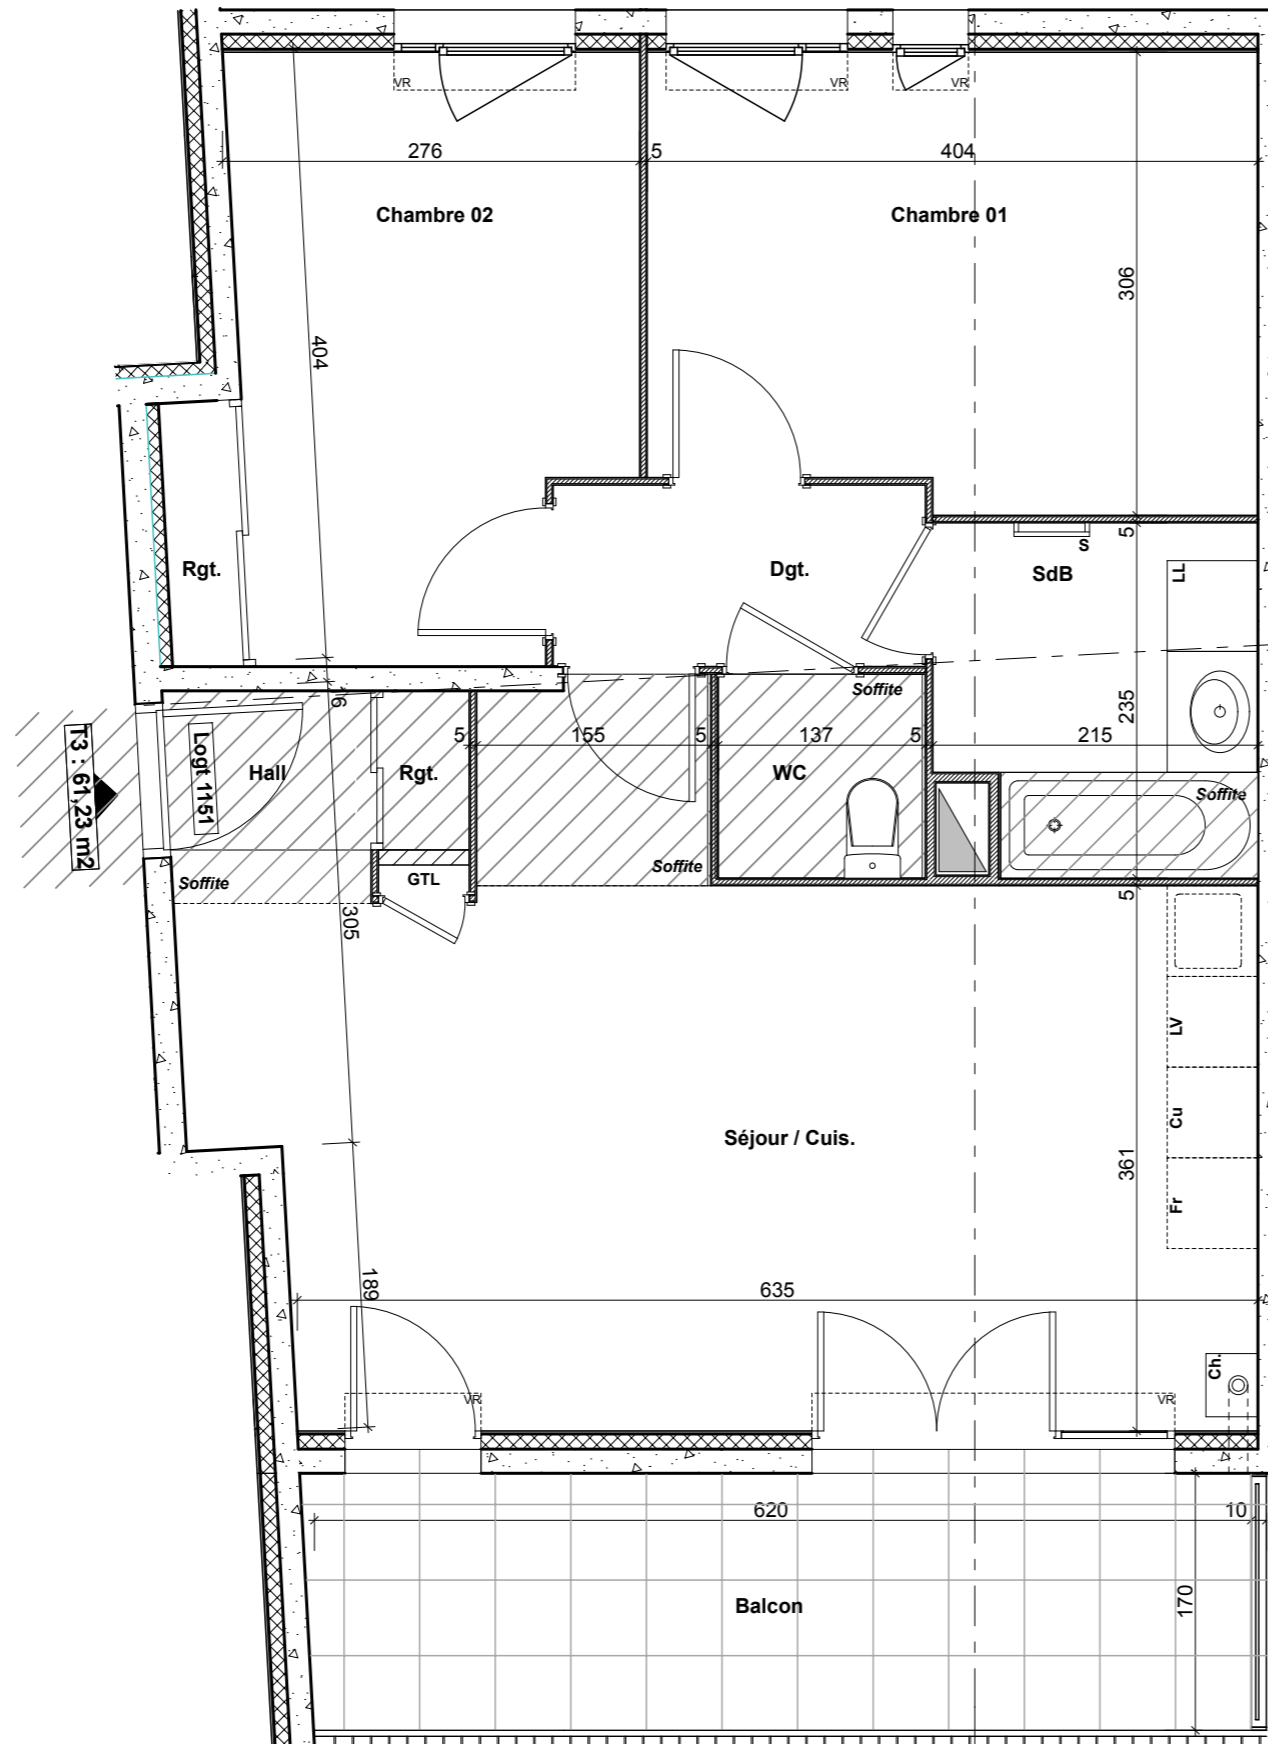 VR
VR
VR
276
5
404
Chambre 02
Chambre 01
306
404
Rgt.
Dgt.
SdB
S
5
LL
Soffite
6
235
5
155
5
137
5
215
T3 : 61,23 m2
Logt 1151
Hall
Rgt.
WC
Soffite
Soffite
Soffite
GTL
5
305
LV
Cu
Séjour / Cuis.
361
Fr
189
635
Ch.
VR
VR
620
10
Balcon
170